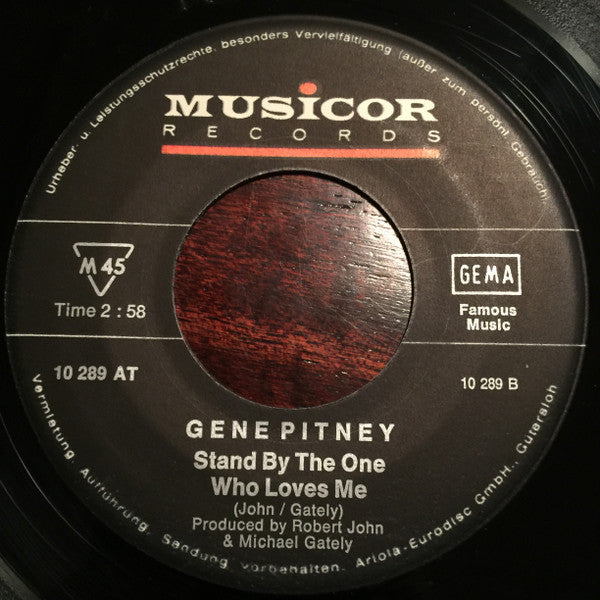 Urheber- u. Leistungsschutzrechte, besonders Vervielfältigung (außer zum persönl. Gebrauch),
MUSICOR
RECORDS
M 45
Time 2 : 58
GEMA
Famous
Music
10 289 AT
10 289 B
GENE PITNEY
Stand By The One
Who Loves Me
(John / Gately)
Produced by Robert John
& Michael Gately
Vermietung, Aufführung, Sendung vorbehalten. Ariola-Eurodisc GmbH., Gütersloh